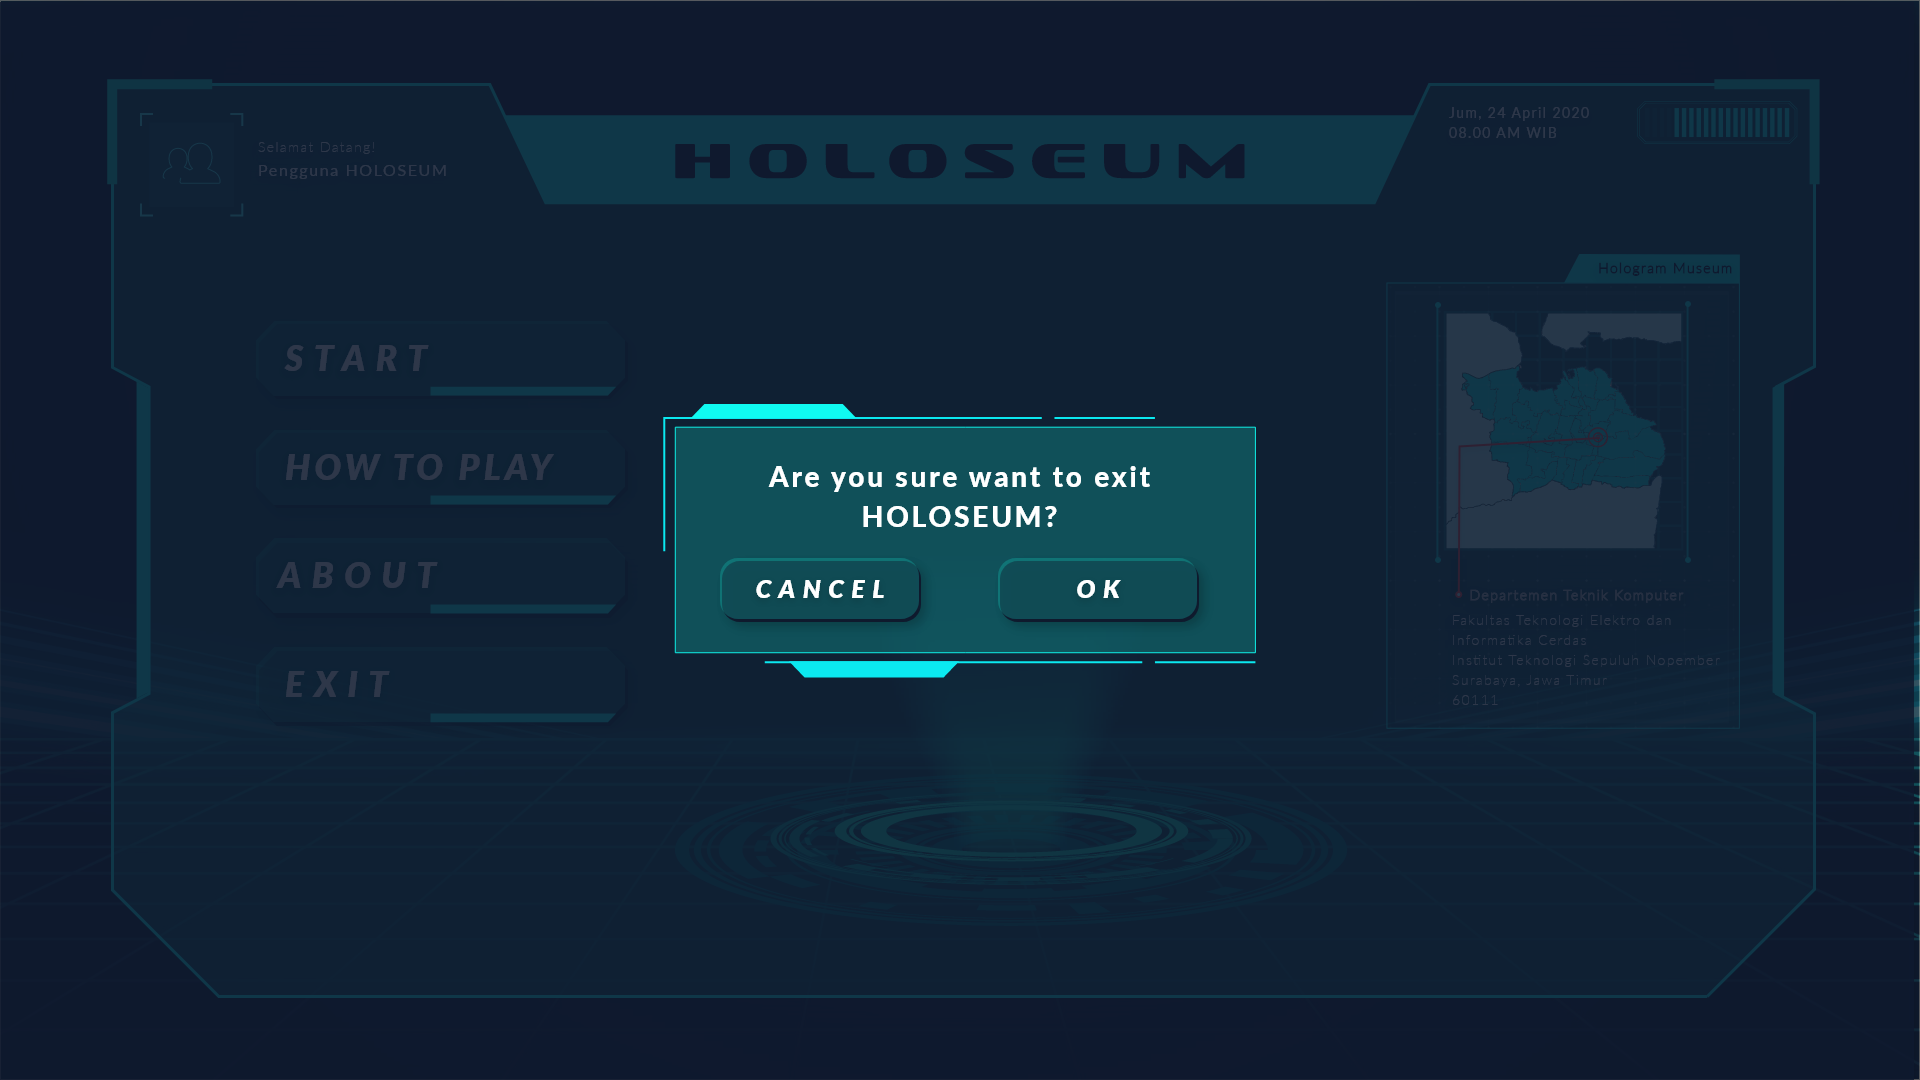 HOLOSEUM
Selamat Datang!
Pengguna HOLOSEUM
Jum, 24 April 2020
08.00 AM WIB
START
HOW TO PLAY
ABOUT
EXIT
Are you sure want to exit
HOLOSEUM?
CANCEL
OK
Hologram Museum
Departemen Teknik Komputer
Fakultas Teknologi Elektro dan
Informatika Cerdas
Institut Teknologi Sepuluh Nopember
Surabaya, Jawa Timur
60111